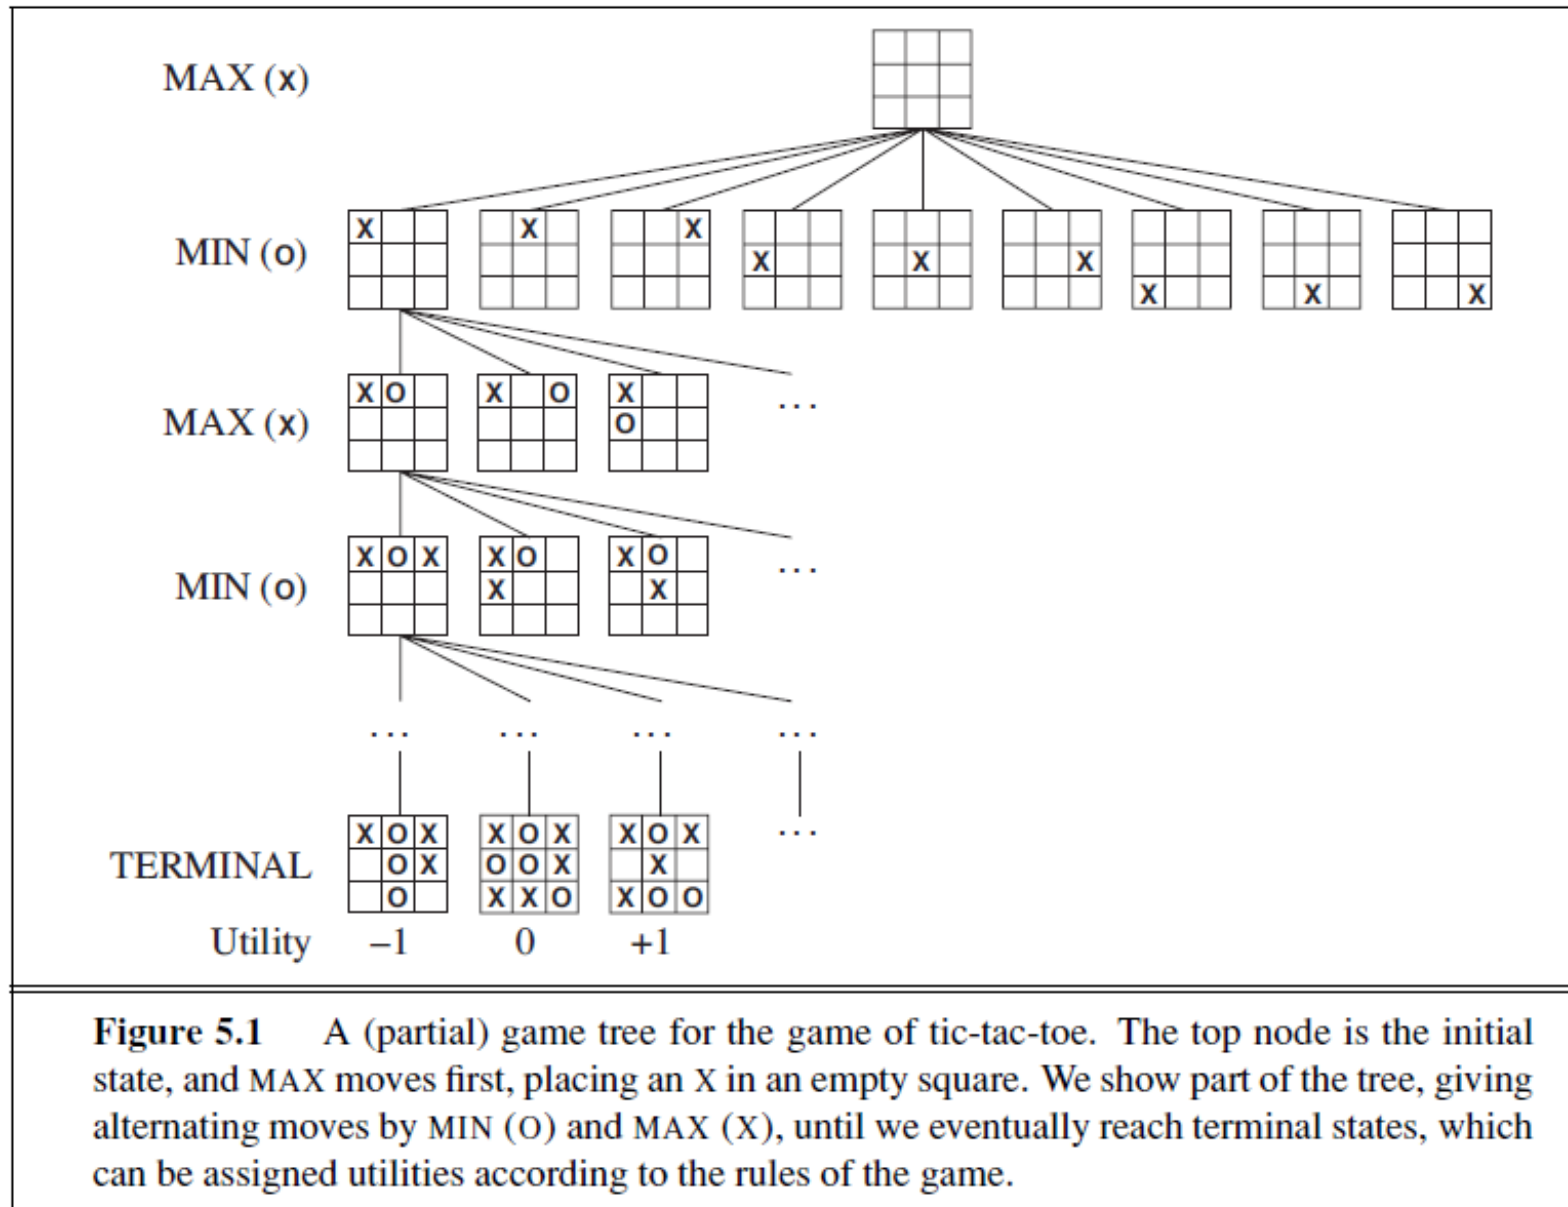 MAX (X)
X X X X X X X X X
MIN (O)
X O X O X
O
MAX (X)
...
X O X X O X O
X X
MIN (O)
...
... ... ... ...
X O X X O X X O X
O X O O X X
TERMINAL
...
O X X O X O O
Utility −1 0 +1
Figure 5.1 A (partial) game tree for the game of tic-tac-toe. The top node is the initial
state, and MAX moves first, placing an X in an empty square. We show part of the tree, giving
alternating moves by MIN (O) and MAX (X), until we eventually reach terminal states, which
can be assigned utilities according to the rules of the game.